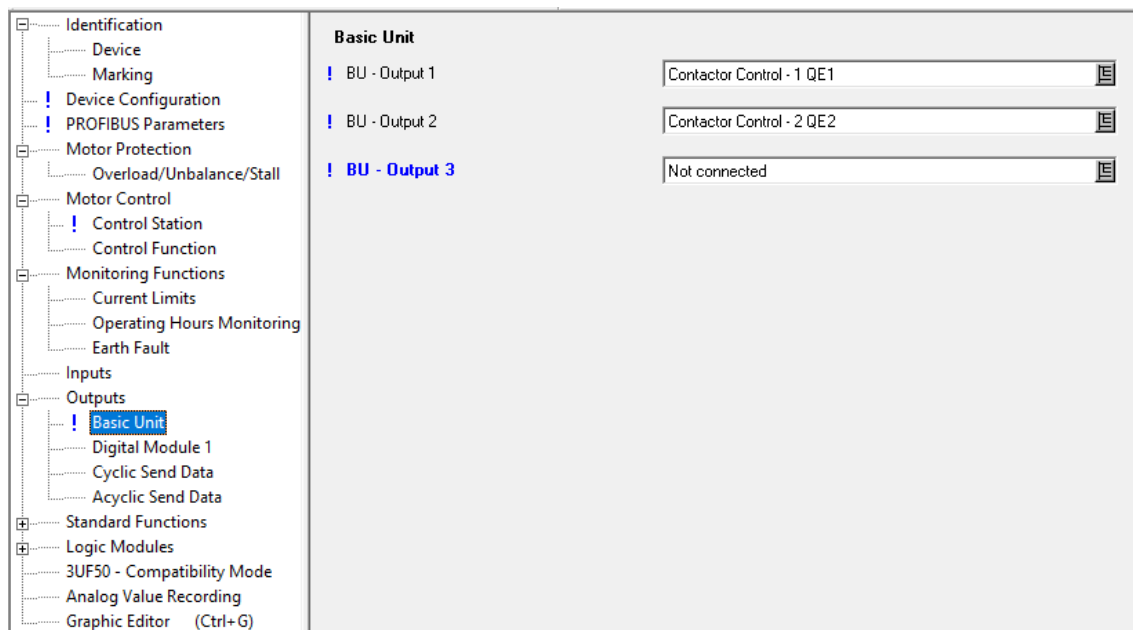 Identification
Device
Marking
! Device Configuration
! PROFIBUS Parameters
Motor Protection
Overload/Unbalance/Stall
Motor Control
! Control Station
Control Function
Monitoring Functions
Current Limits
Operating Hours Monitoring
Earth Fault
Inputs
Outputs
! Basic Unit
Digital Module 1
Cyclic Send Data
Acyclic Send Data
Standard Functions
Logic Modules
3UF50 - Compatibility Mode
Analog Value Recording
Graphic Editor (Ctrl+G)
Basic Unit
! BU - Output 1 Contactor Control - 1 QE1
! BU - Output 2 Contactor Control - 2 QE2
! BU - Output 3 Not connected